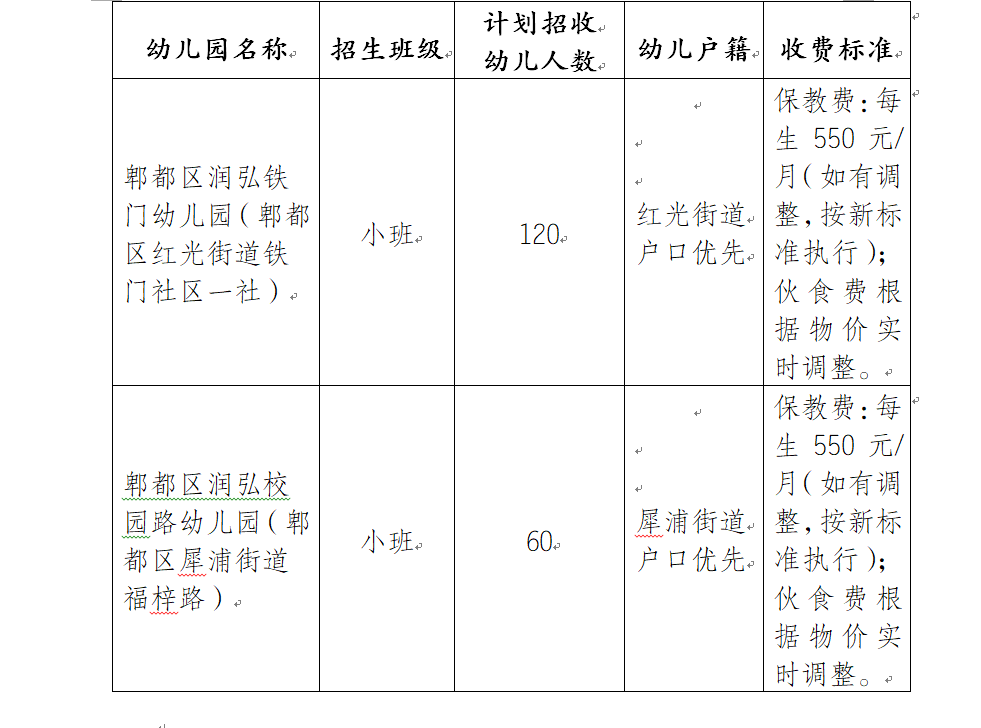 幼儿园名称
招生班级
计划招收
幼儿人数
幼儿户籍
收费标准
郫都区润弘铁
门幼儿园(郫都
区红光街道铁
门社区一社)
小班
120
红光街道
户口优先
保教费:每
生 550 元/
月(如有调
整,按新标
准执行);
伙食费根
据物价实
时调整。
郫都区润弘校
园路幼儿园(郫
都区犀浦街道
福梓路)
小班
60
犀浦街道
户口优先
保教费:每
生 550 元/
月(如有调
整,按新标
准执行);
伙食费根
据物价实
时调整。